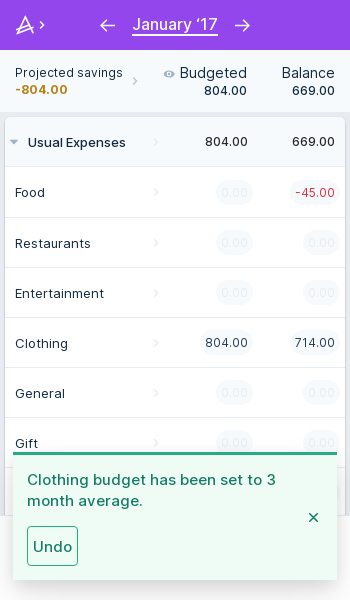 January ‘17
Projected savings
-804.00
Budgeted
804.00
Balance
669.00
Usual Expenses 804.00 669.00
Food 0.00 -45.00
Restaurants 0.00 0.00
Entertainment 0.00 0.00
Clothing 804.00 714.00
General 0.00 0.00
Gift 0.00 0.00
Clothing budget has been set to 3
month average.
Undo